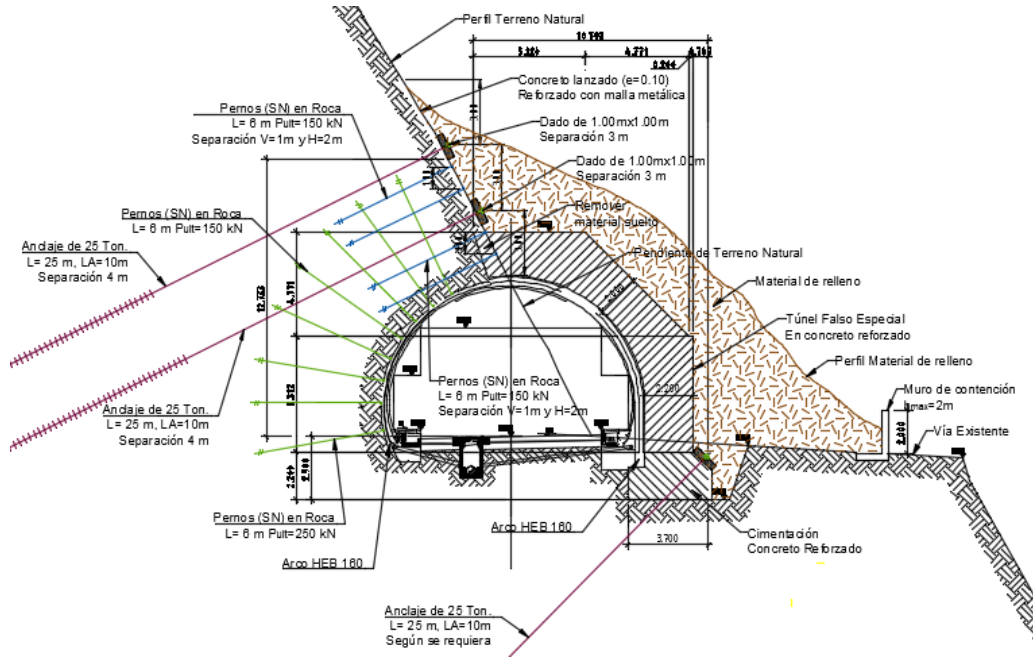 Perfil Terreno Natural
Concreto lanzado (e=0.10)
Reforzado con malla metálica
Pernos (SN) en Roca
L= 6 m Pult=150 kN
Separación V=1m y H=2m
Dado de 1.00mx1.00m
Separación 3 m
Dado de 1.00mx1.00m
Separación 3 m
Remover
material suelto
Pernos (SN) en Roca
L= 6 m Pult=150 kN
Anclaje de 25 Ton.
L= 25 m, LA=10m
Separación 4 m
Pendiente de Terreno Natural
Material de relleno
Túnel Falso Especial
En concreto reforzado
Perfil Material de relleno
Pernos (SN) en Roca
L= 6 m Pult=150 kN
Separación V=1m y H=2m
Muro de contención
=2m
Vía Existente
Anclaje de 25 Ton.
L= 25 m, LA=10m
Separación 4 m
2.200
Pernos (SN) en Roca
L= 6 m Pult=250 kN
Arco HEB 160
Arco HEB 160
3.700
Cimentación
Concreto Reforzado
Anclaje de 25 Ton.
L= 25 m, LA=10m
Según se requiera